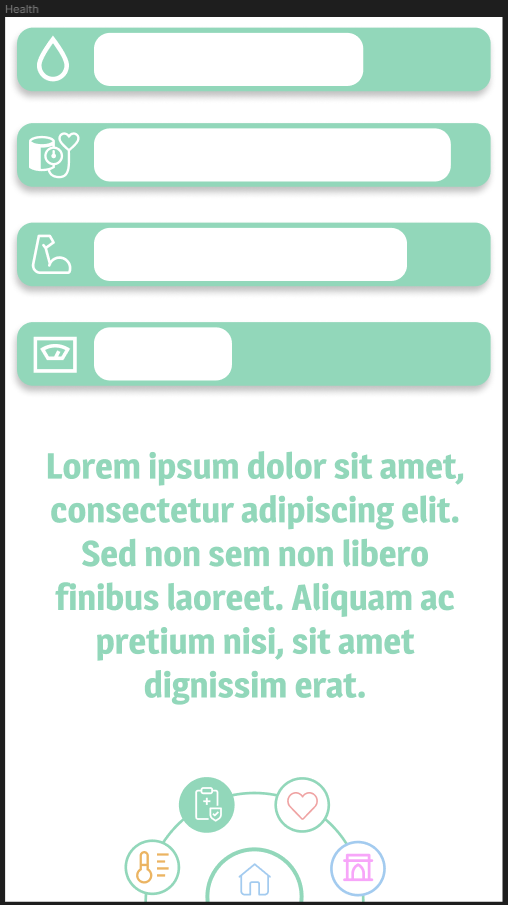 Health
Lorem ipsum dolor sit amet,
consectetur adipiscing elit.
Sed non sem non libero
finibus laoreet. Aliquam ac
pretium nisi, sit amet
dignissim erat.